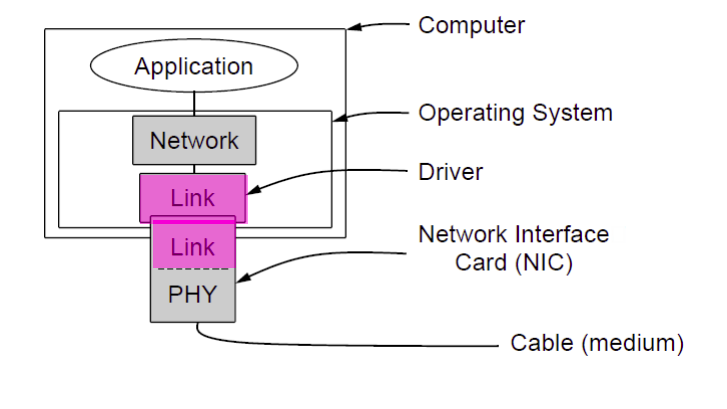 Computer
Application
Operating System
Network
Driver
Link
Network Interface
Card (NIC)
Link
PHY
Cable (medium)